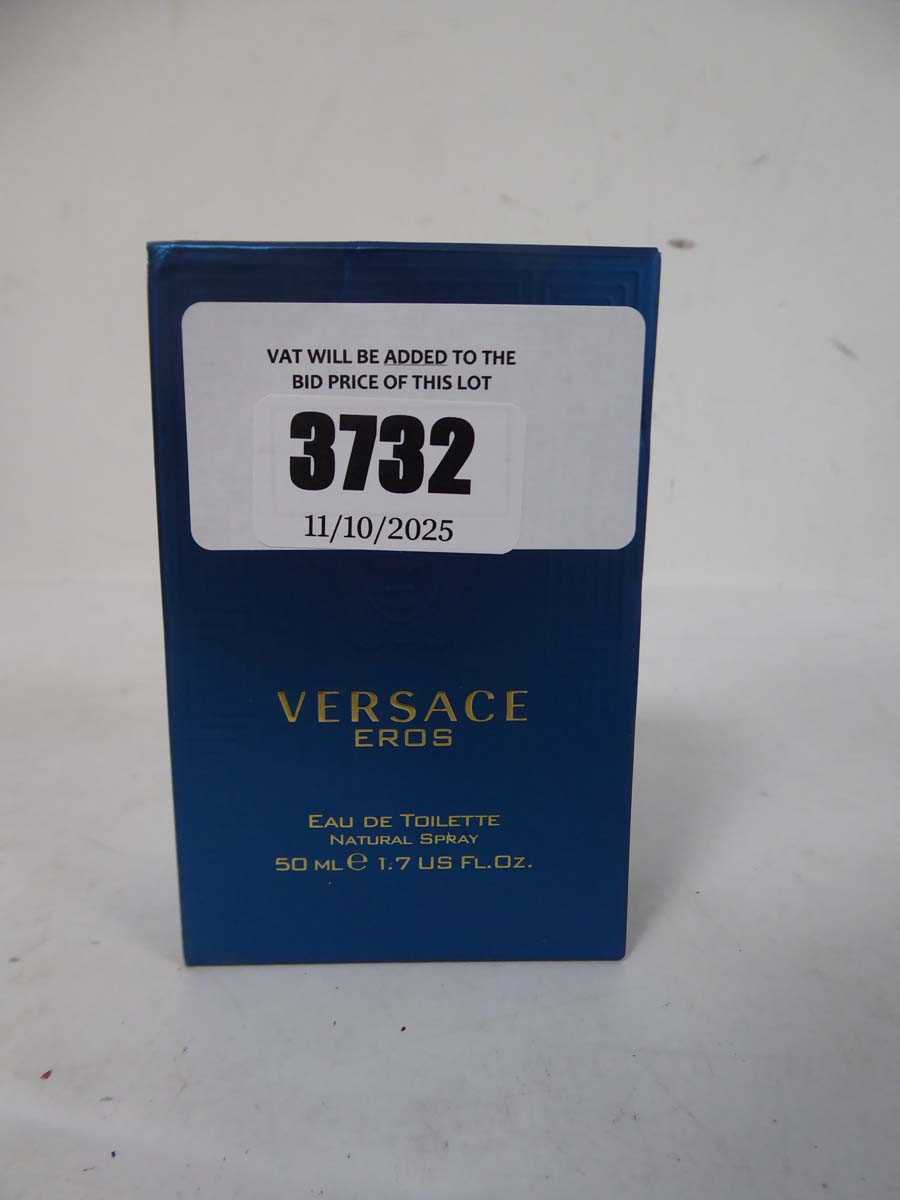 VAT WILL BE ADDED TO THE
BID PRICE OF THIS LOT
3732
11/10/2025
VERSACE
EROS
EAU DE TOILETTE
NATURAL SPRAY
50 ML ℮ 1.7 US FL.OZ.